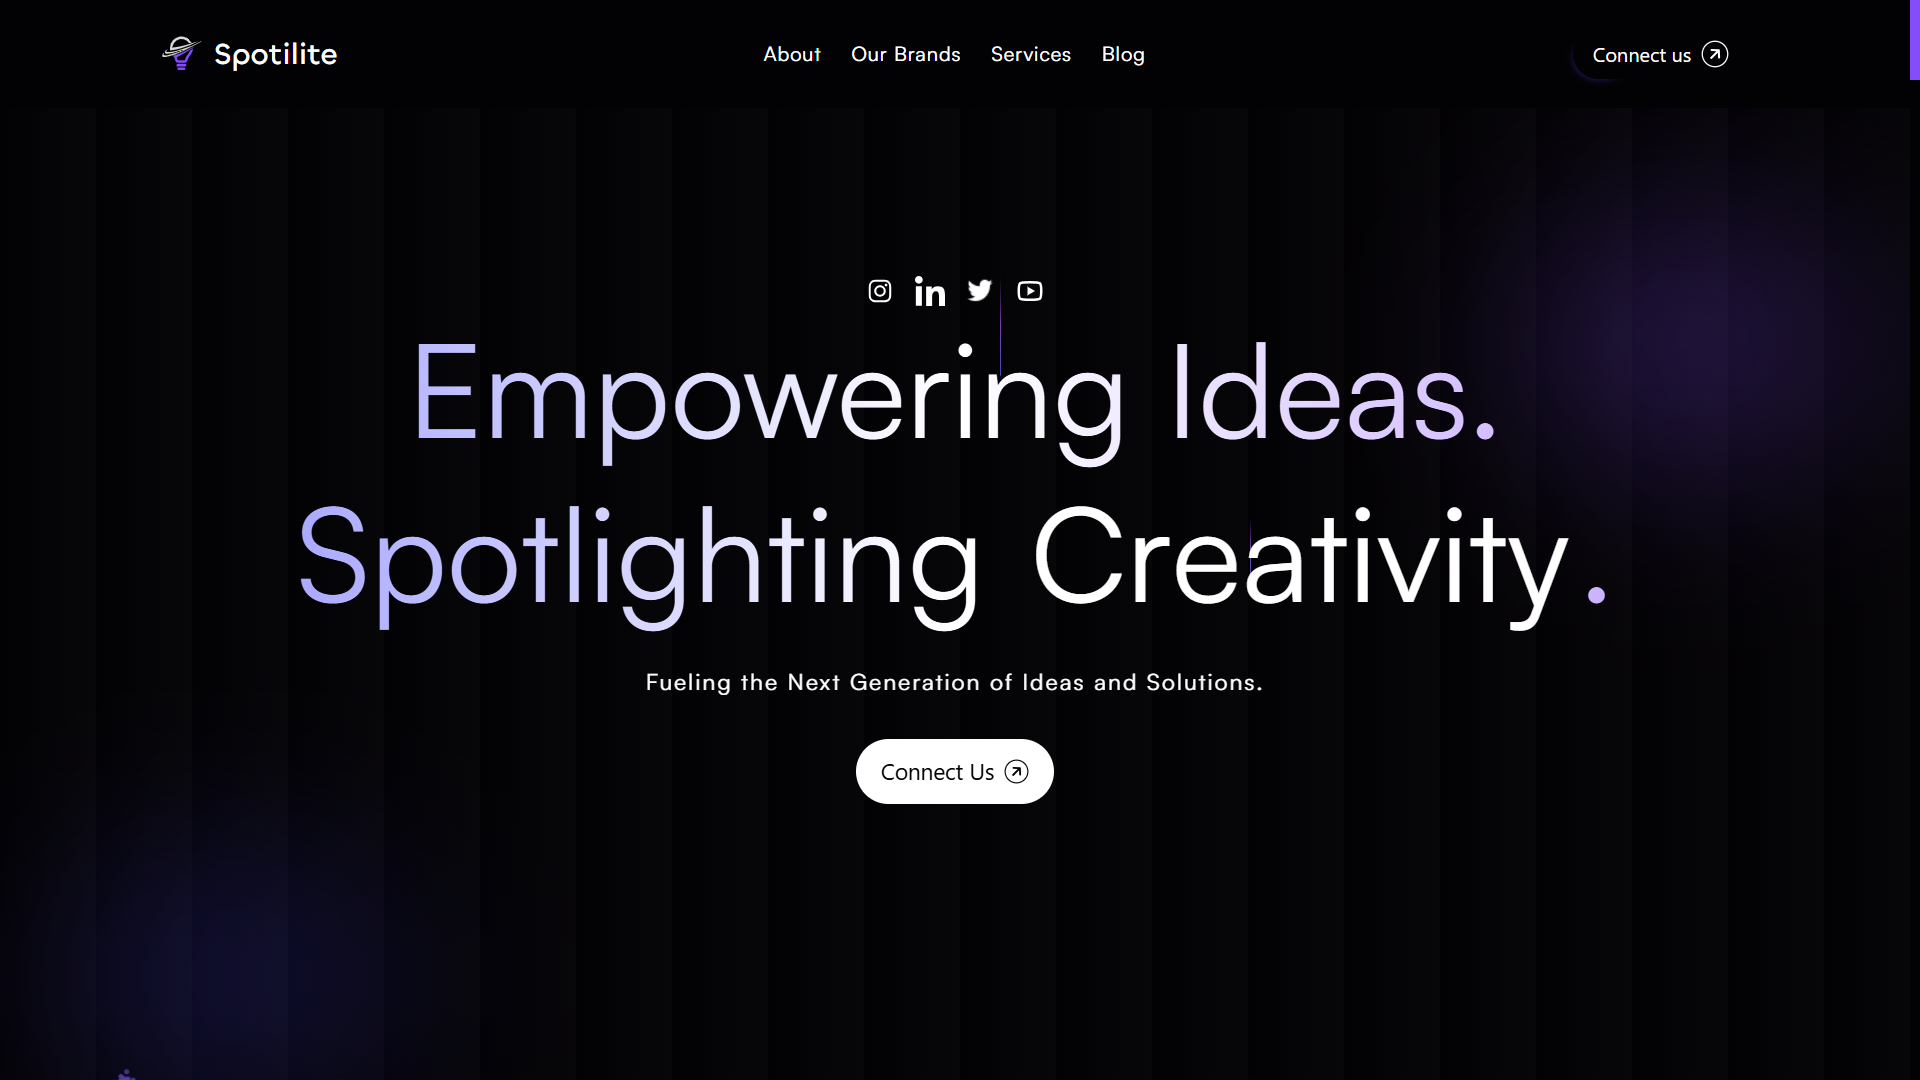 Spotilite
About
Our Brands
Services
Blog
Connect us
Empowering Ideas.
Spotlighting Creativity.
Fueling the Next Generation of Ideas and Solutions.
Connect Us